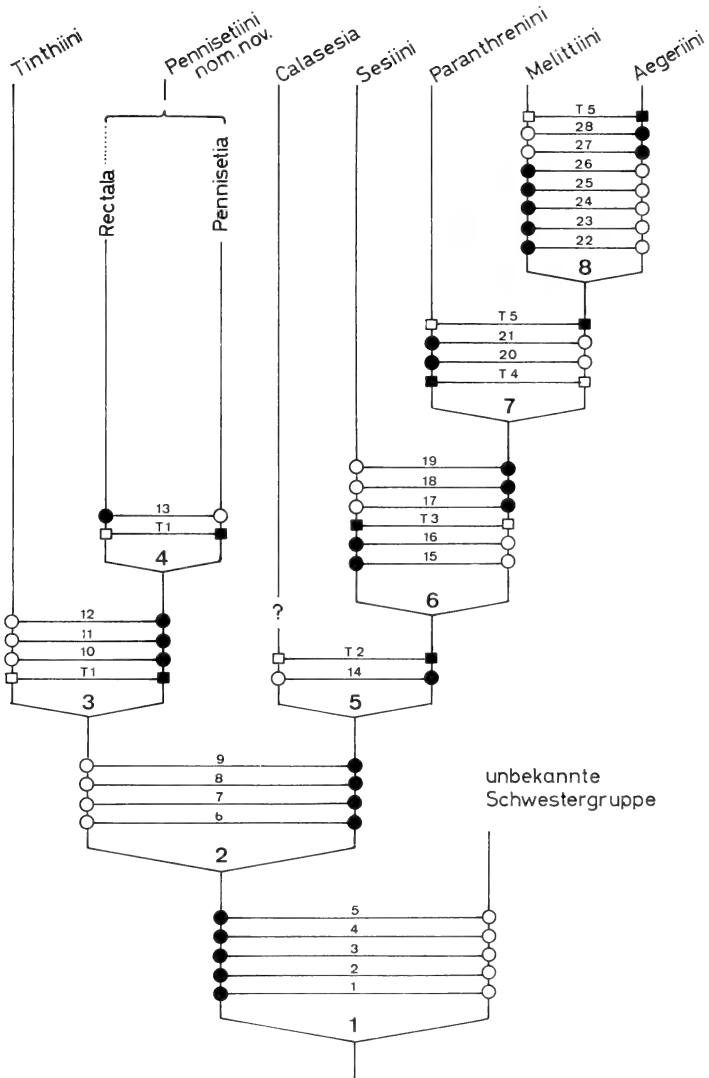 Tinthiini
Pennisetiini
nom. nov.
Calasesia
Sesiini
Paranthrenini
Melittiini
Aegeriini
T 5
28
27
26
25
24
23
22
8
Rectala
Pennisetia
T 5
21
20
T 4
7
19
18
17
T 3
16
15
6
13
T 1
4
?
12
11
10
T 1
3
T 2
14
5
9
8
7
6
2
unbekannte
Schwestergruppe
5
4
3
2
1
1